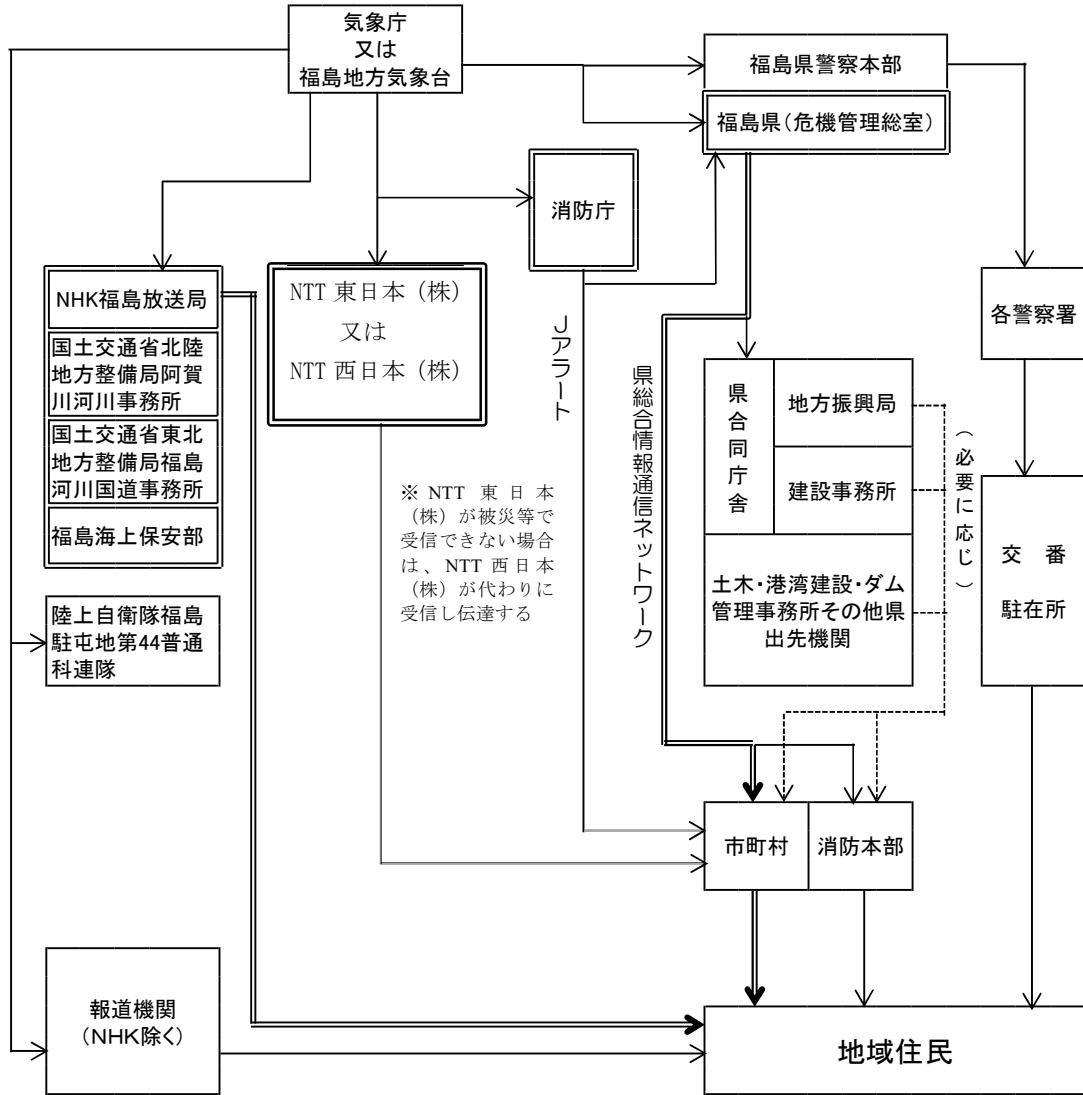 気象庁
又は
福島地方気象台
福島県警察本部
福島県（危機管理総室）
消防庁
NHK福島放送局
国土交通省北陸
地方整備局阿賀
川河川事務所
国土交通省東北
地方整備局福島
河川国道事務所
福島海上保安部
NTT 東日本（株）
又は
NTT 西日本（株）
Jアラート
県総合情報通信ネットワーク
各警察署
県合同庁舎
地方振興局
建設事務所
土木・港湾建設・ダム
管理事務所その他県
出先機関
（必要に応じ）
交　番
駐在所
※ NTT 東日本
（株）が被災等で
受信できない場合
は、NTT 西日本
（株）が代わりに
受信し伝達する
陸上自衛隊福島
駐屯地第44普通
科連隊
市町村
消防本部
報道機関
（NHK除く）
地域住民